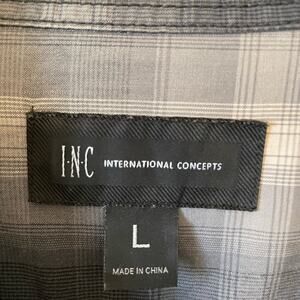 I·N·C INTERNATIONAL CONCEPTS
L
MADE IN CHINA